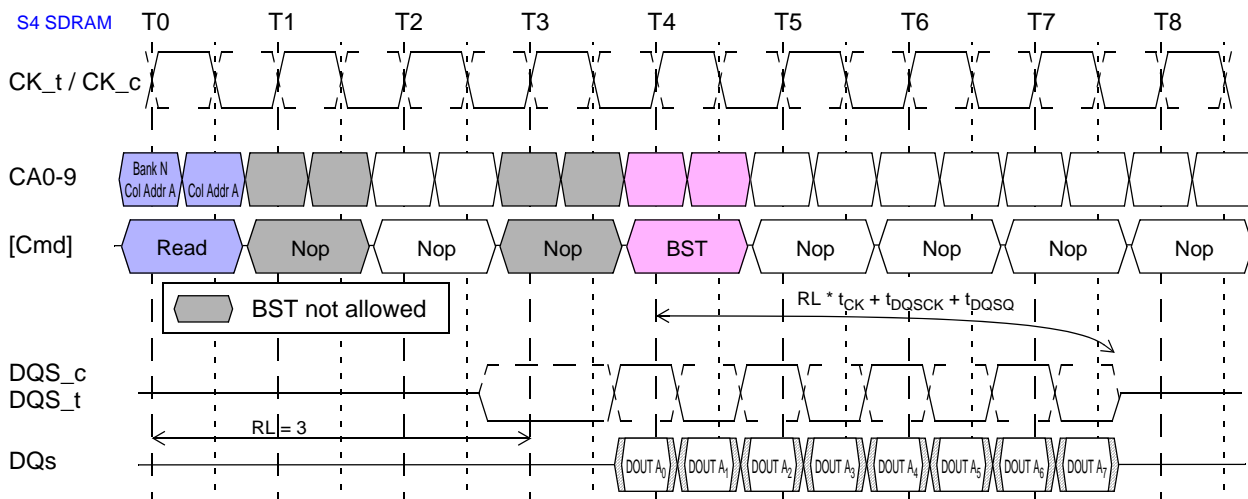 S4 SDRAM T0 T1 T2 T3 T4 T5 T6 T7 T8
CK_t / CK_c
CA0-9
Bank N
Col Addr A
Col Addr A
[Cmd] Read Nop Nop Nop BST Nop Nop Nop Nop
BST not allowed
RL * tCK + tDQSCK + tDQSQ
DQS_c
DQS_t
RL = 3
DQs DOUT A0 DOUT A1 DOUT A2 DOUT A3 DOUT A4 DOUT A5 DOUT A6 DOUT A7